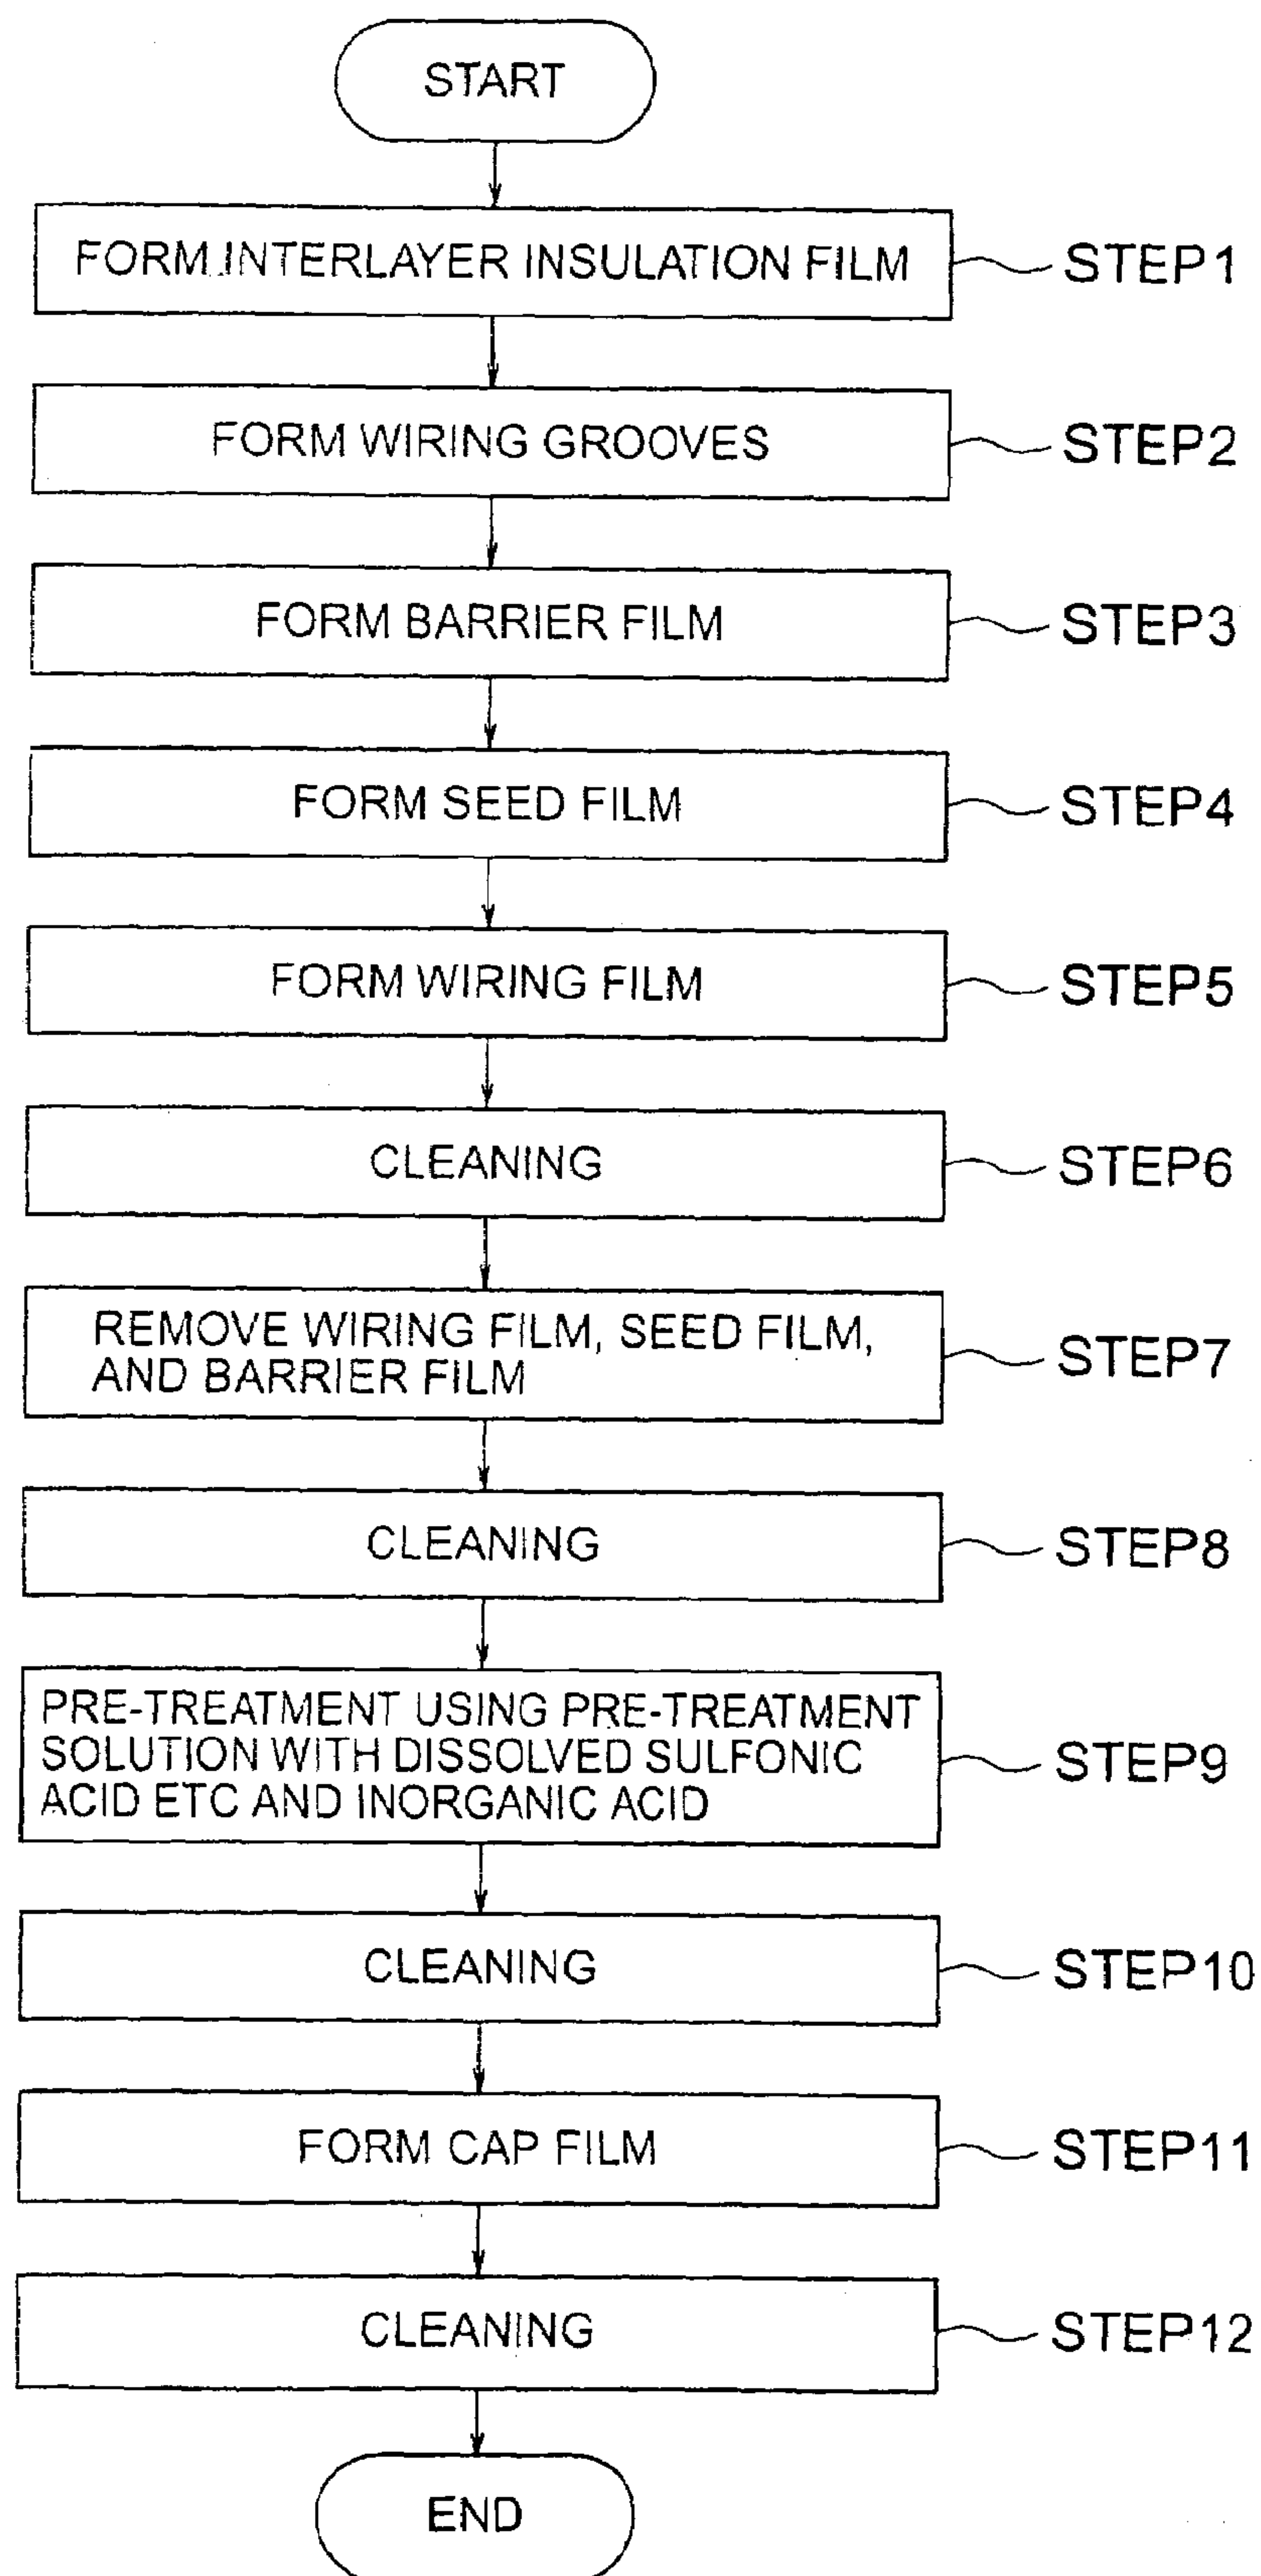 START
FORM INTERLAYER INSULATION FILM
STEP1
FORM WIRING GROOVES
STEP2
FORM BARRIER FILM
STEP3
FORM SEED FILM
STEP4
FORM WIRING FILM
STEP5
CLEANING
STEP6
REMOVE WIRING FILM, SEED FILM,
AND BARRIER FILM
STEP7
CLEANING
STEP8
PRE-TREATMENT USING PRE-TREATMENT
SOLUTION WITH DISSOLVED SULFONIC
ACID ETC AND INORGANIC ACID
STEP9
CLEANING
STEP10
FORM CAP FILM
STEP11
CLEANING
STEP12
END